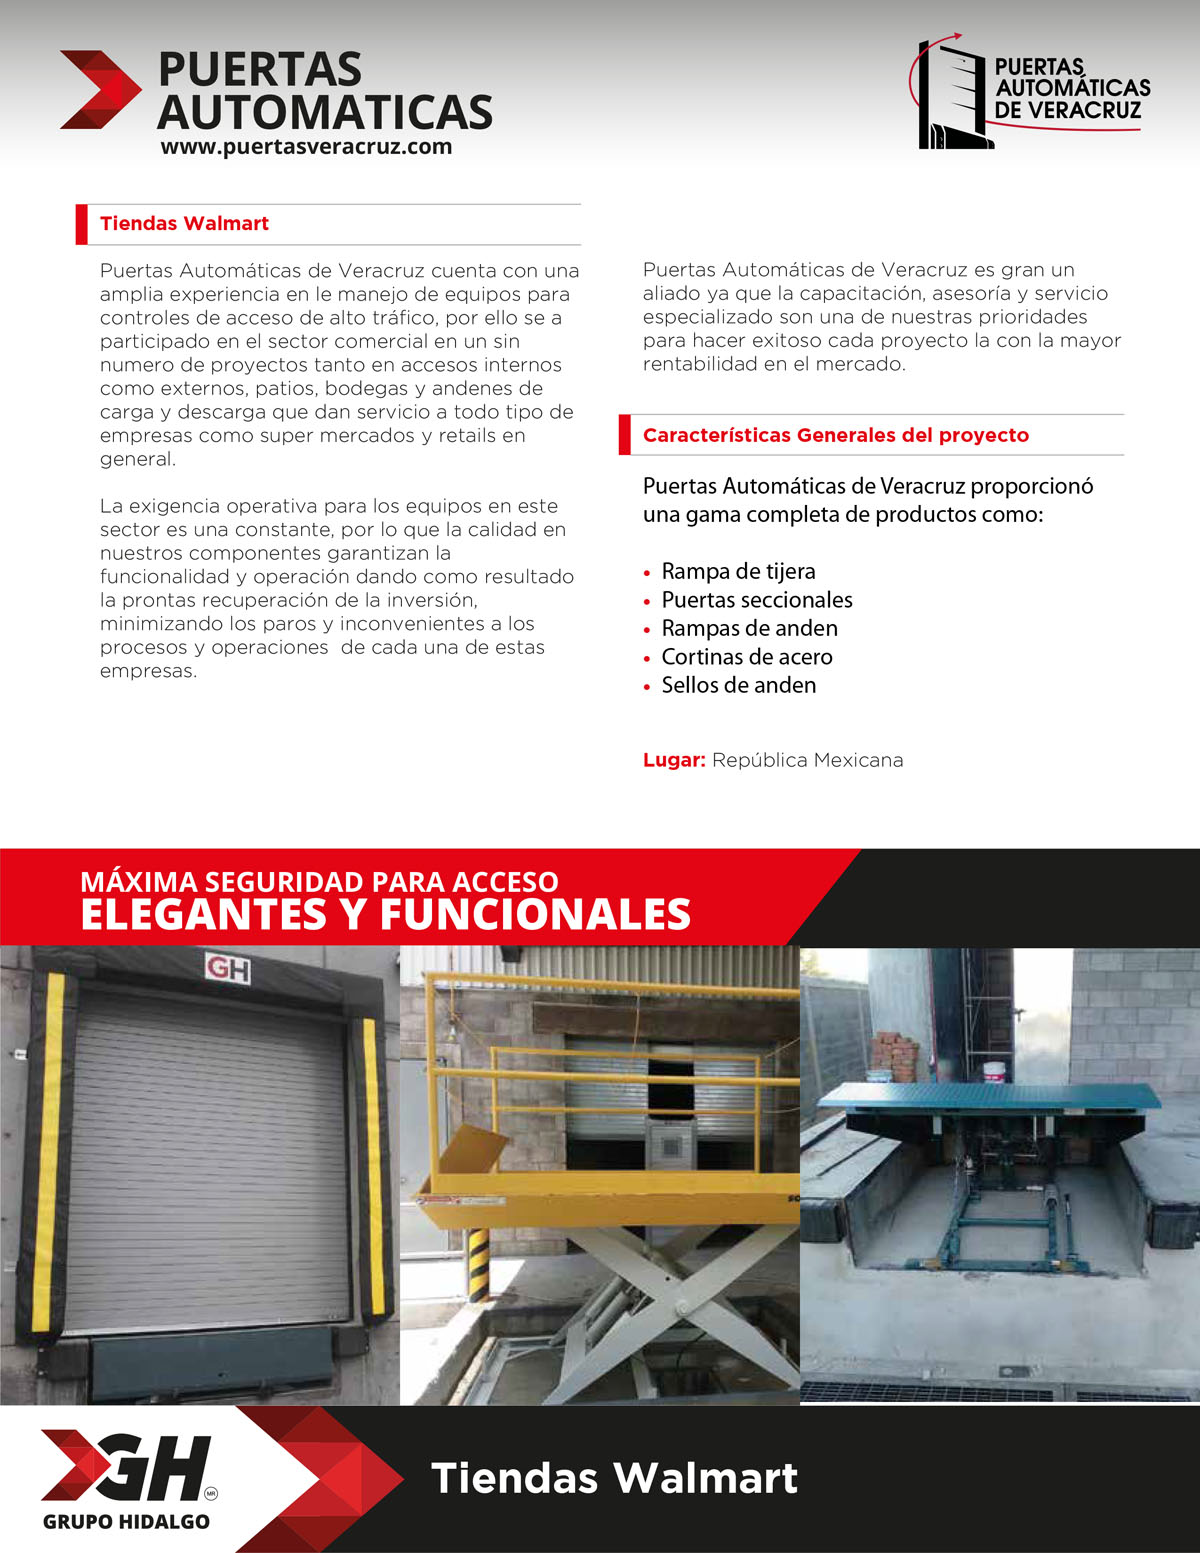 PUERTAS
AUTOMATICAS
www.puertasveracruz.com
PUERTAS
AUTOMÁTICAS
DE VERACRUZ
Tiendas Walmart
Puertas Automáticas de Veracruz cuenta con una
amplia experiencia en le manejo de equipos para
controles de acceso de alto tráfico, por ello se a
participado en el sector comercial en un sin
numero de proyectos tanto en accesos internos
como externos, patios, bodegas y andenes de
carga y descarga que dan servicio a todo tipo de
empresas como super mercados y retails en
general.
La exigencia operativa para los equipos en este
sector es una constante, por lo que la calidad en
nuestros componentes garantizan la
funcionalidad y operación dando como resultado
la prontas recuperación de la inversión,
minimizando los paros y inconvenientes a los
procesos y operaciones  de cada una de estas
empresas.
Puertas Automáticas de Veracruz es gran un
aliado ya que la capacitación, asesoría y servicio
especializado son una de nuestras prioridades
para hacer exitoso cada proyecto la con la mayor
rentabilidad en el mercado.
Características Generales del proyecto
Puertas Automáticas de Veracruz proporcionó
una gama completa de productos como:
• Rampa de tijera
• Puertas seccionales
• Rampas de anden
• Cortinas de acero
• Sellos de anden
Lugar: República Mexicana
MÁXIMA SEGURIDAD PARA ACCESO
ELEGANTES Y FUNCIONALES
GH
GH
MR
GRUPO HIDALGO
Tiendas Walmart